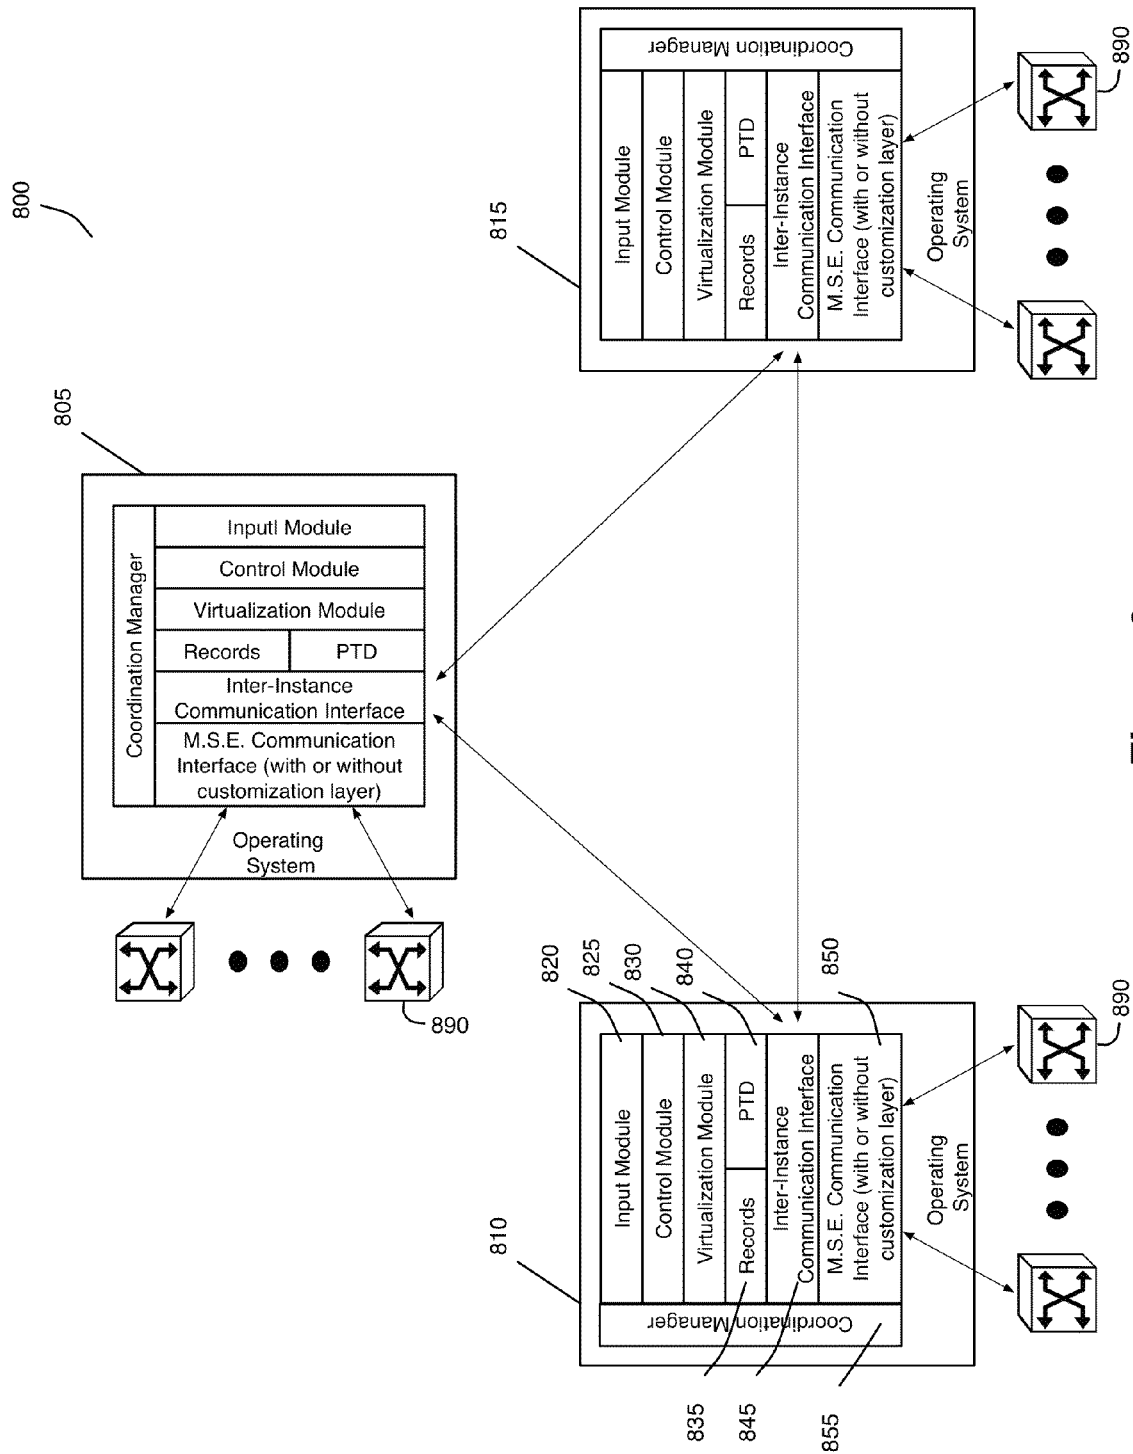 800
805
Coordination Manager
Inputl Module
Control Module
Virtualization Module
Records
PTD
Inter-Instance
Communication Interface
M.S.E. Communication
Interface (with or without
customization layer)
Operating
System
890
810
820
825
830
840
850
835
845
855
Coordination Manager
Input Module
Control Module
Virtualization Module
Records
PTD
Inter-Instance
Communication Interface
M.S.E. Communication
Interface (with or without
customization layer)
Operating
System
890
815
Input Module
Control Module
Virtualization Module
Records
PTD
Inter-Instance
Communication Interface
M.S.E. Communication
Interface (with or without
customization layer)
Coordination Manager
Operating
System
890